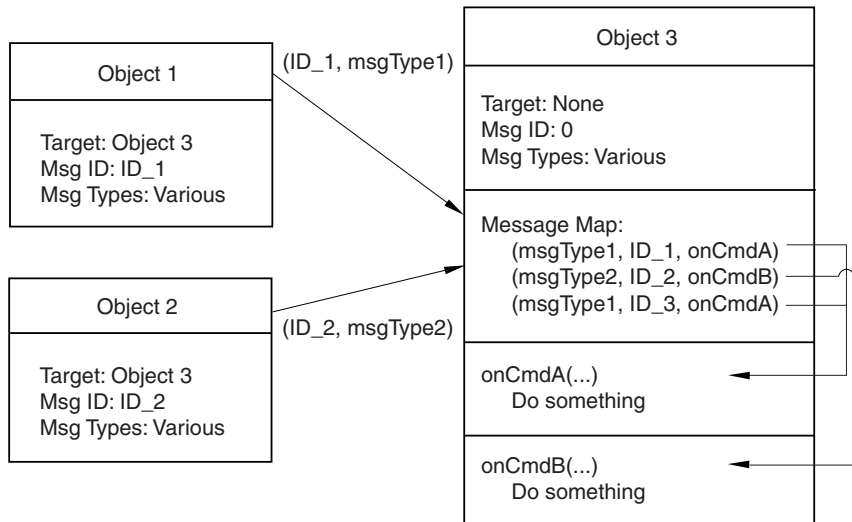 Object 1
Target: Object 3
Msg ID: ID_1
Msg Types: Various
(ID_1, msgType1)
Object 2
Target: Object 3
Msg ID: ID_2
Msg Types: Various
(ID_2, msgType2)
Object 3
Target: None
Msg ID: 0
Msg Types: Various
Message Map:
(msgType1, ID_1, onCmdA)
(msgType2, ID_2, onCmdB)
(msgType1, ID_3, onCmdA)
onCmdA(...)
Do something
onCmdB(...)
Do something